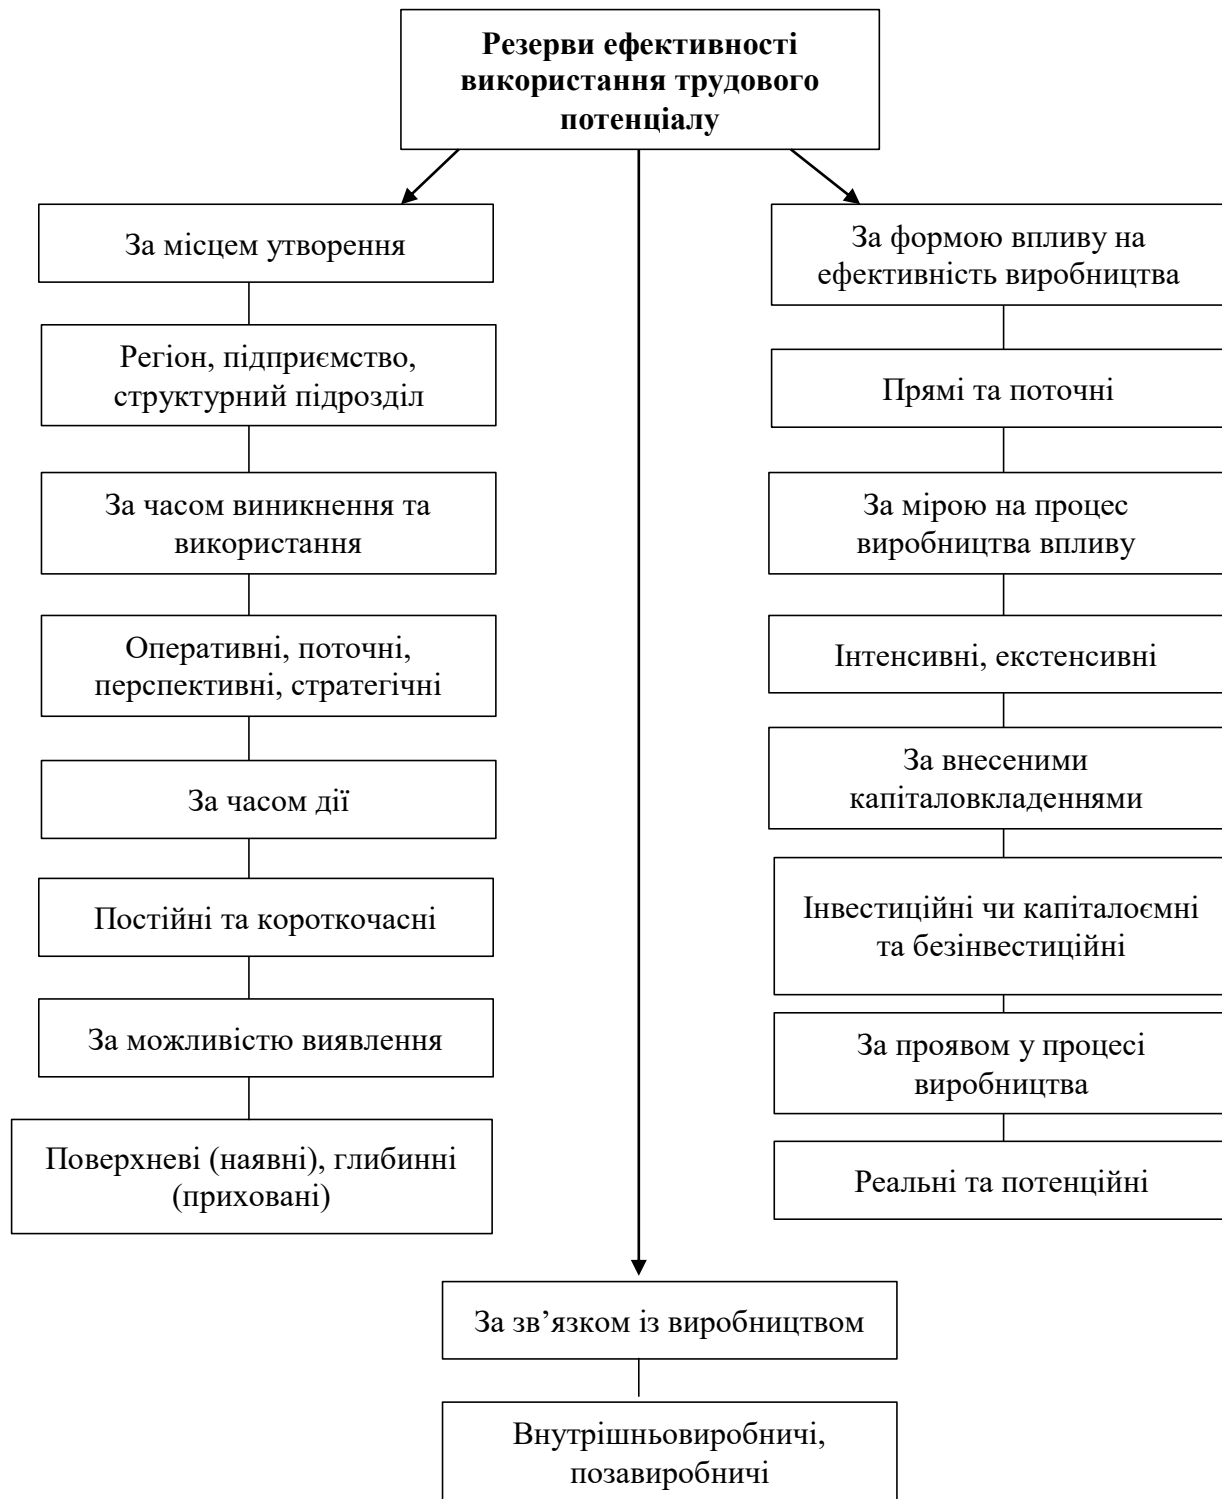 Резерви ефективності
використання трудового
потенціалу
За місцем утворення
Регіон, підприємство,
структурний підрозділ
За часом виникнення та
використання
Оперативні, поточні,
перспективні, стратегічні
За часом дії
Постійні та короткочасні
За можливістю виявлення
Поверхневі (наявні), глибинні
(приховані)
За формою впливу на
ефективність виробництва
Прямі та поточні
За мірою на процес
виробництва впливу
Інтенсивні, екстенсивні
За внесеними
капіталовкладеннями
Інвестиційні чи капіталоємні
та безінвестиційні
За проявом у процесі
виробництва
Реальні та потенційні
За зв’язком із виробництвом
Внутрішньовиробничі,
позавиробничі